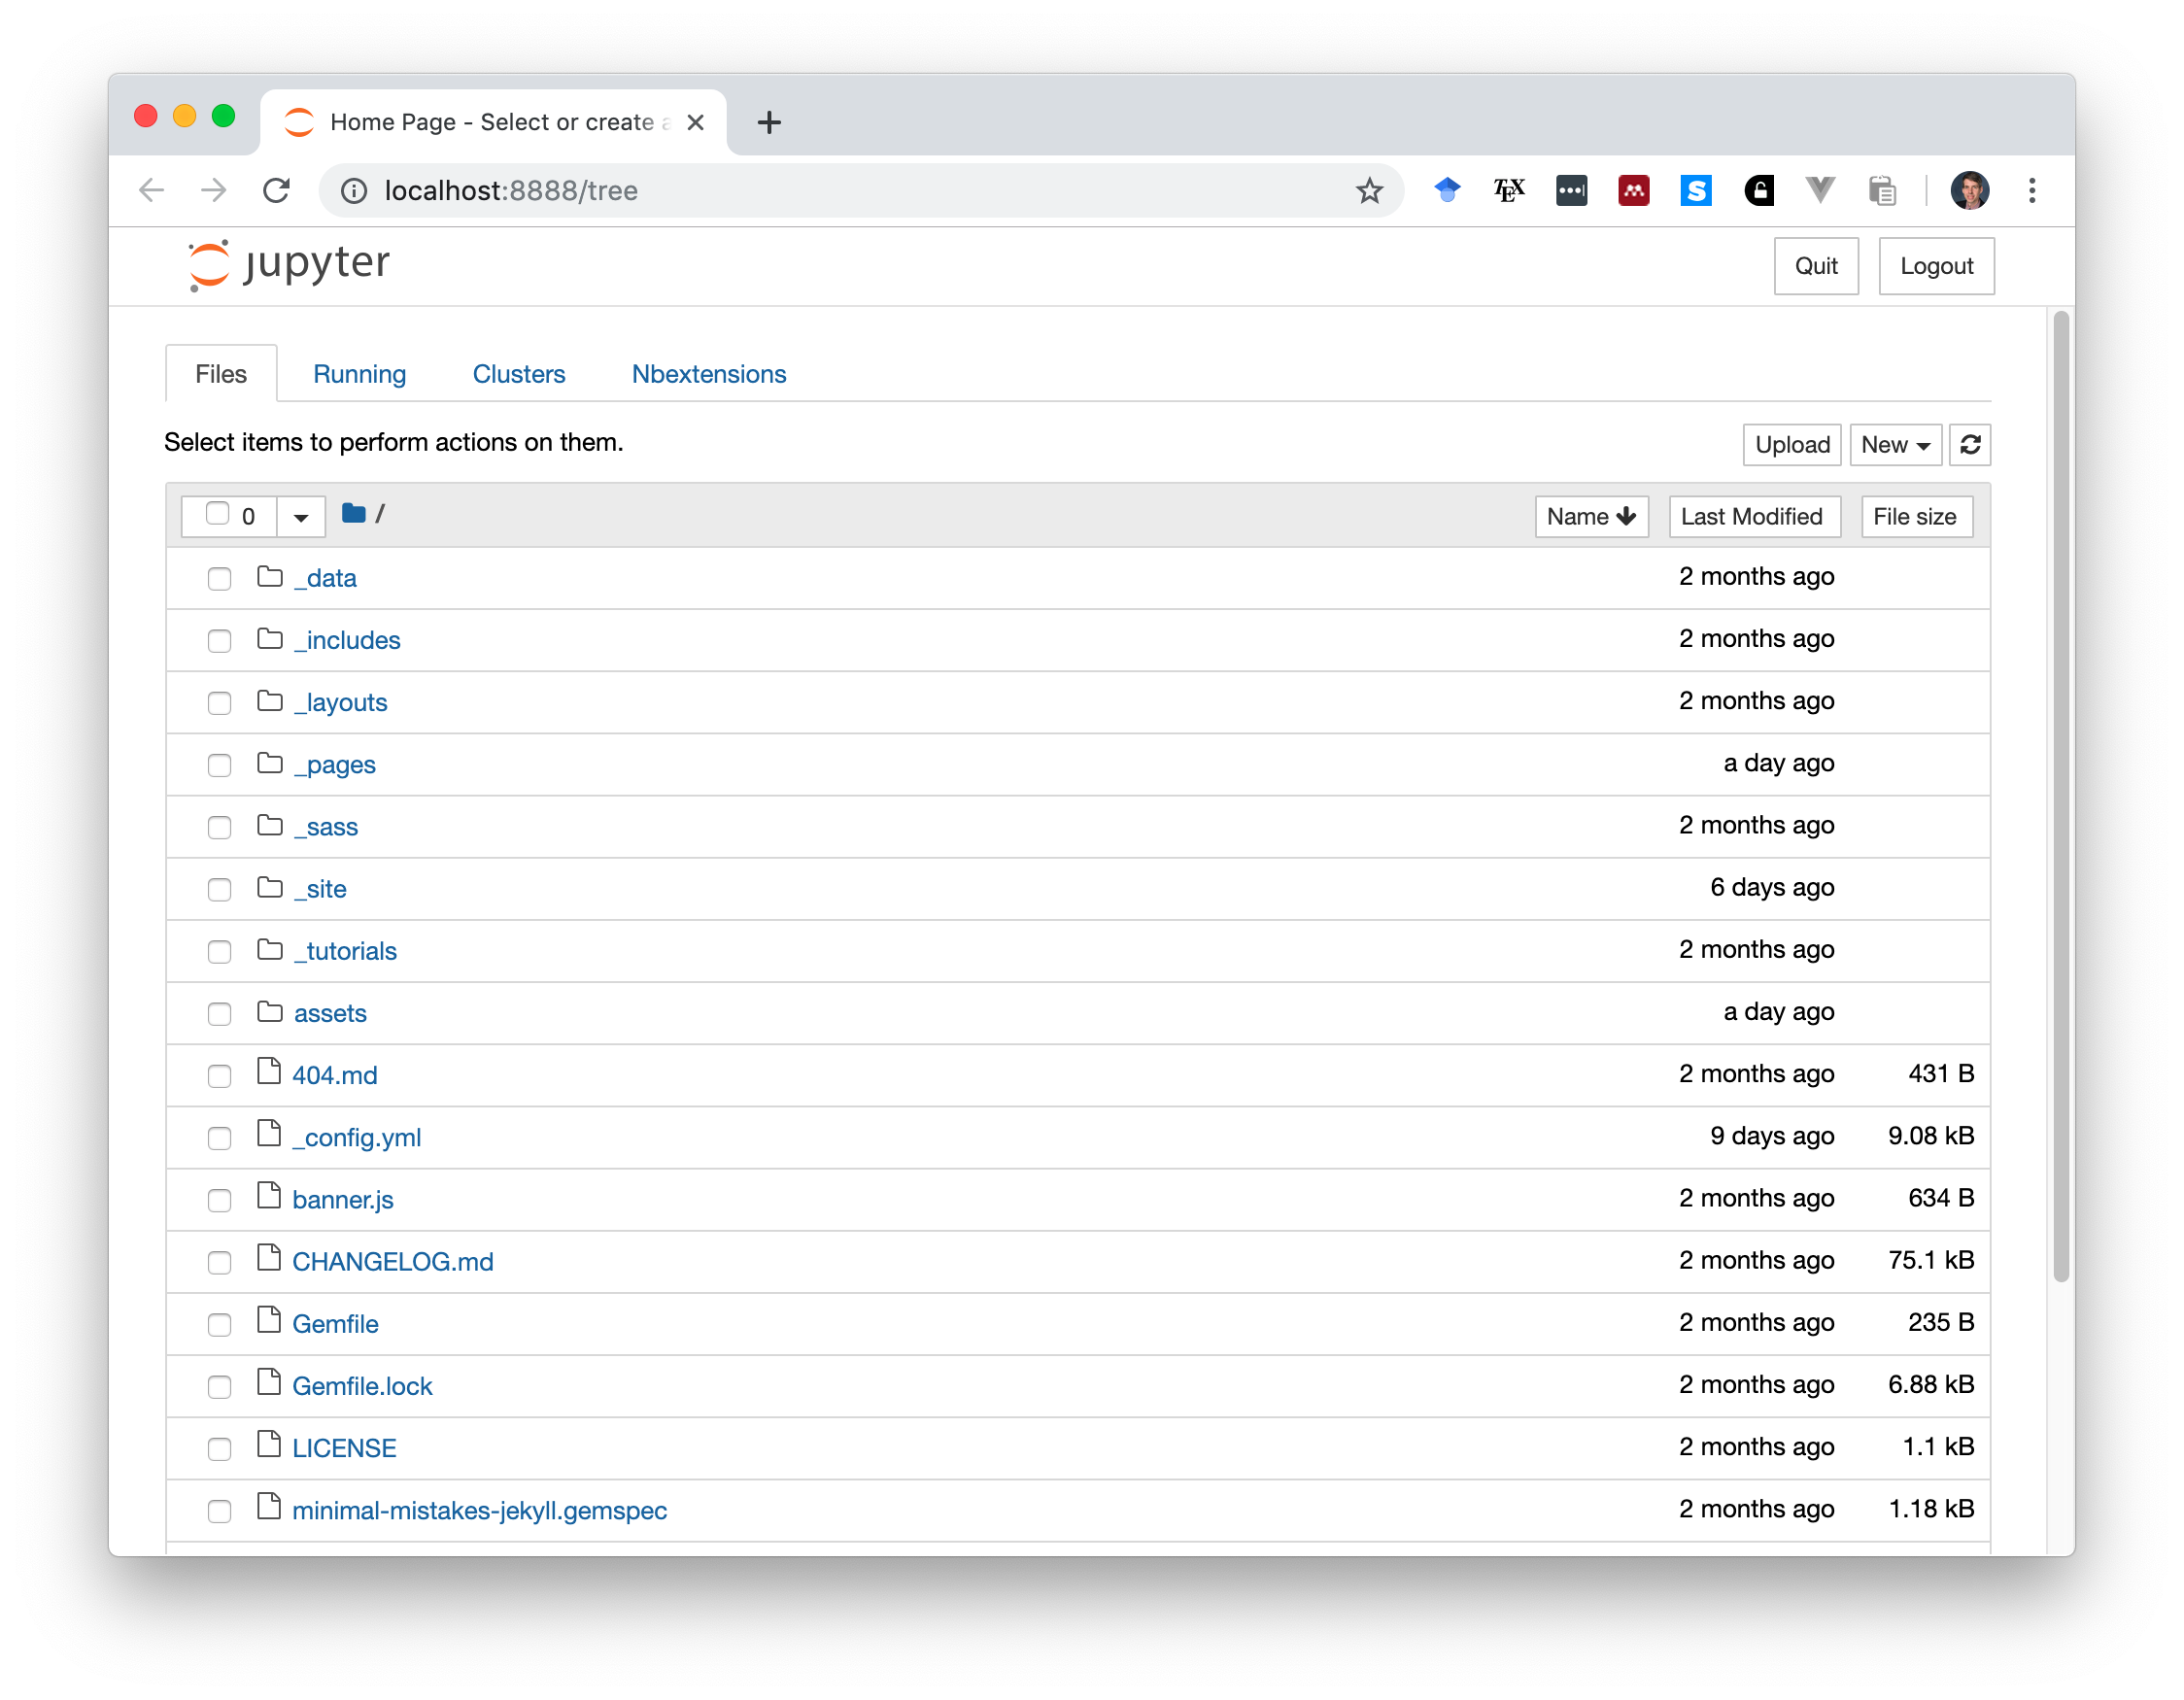 Home Page - Select or create a
localhost:8888/tree
TEX
S
jupyter
Quit Logout
Files Running Clusters Nbextensions
Select items to perform actions on them.
Upload New
0 / Name Last Modified File size
_data 2 months ago
_includes 2 months ago
_layouts 2 months ago
_pages a day ago
_sass 2 months ago
_site 6 days ago
_tutorials 2 months ago
assets a day ago
404.md 2 months ago 431 B
_config.yml 9 days ago 9.08 kB
banner.js 2 months ago 634 B
CHANGELOG.md 2 months ago 75.1 kB
Gemfile 2 months ago 235 B
Gemfile.lock 2 months ago 6.88 kB
LICENSE 2 months ago 1.1 kB
minimal-mistakes-jekyll.gemspec 2 months ago 1.18 kB